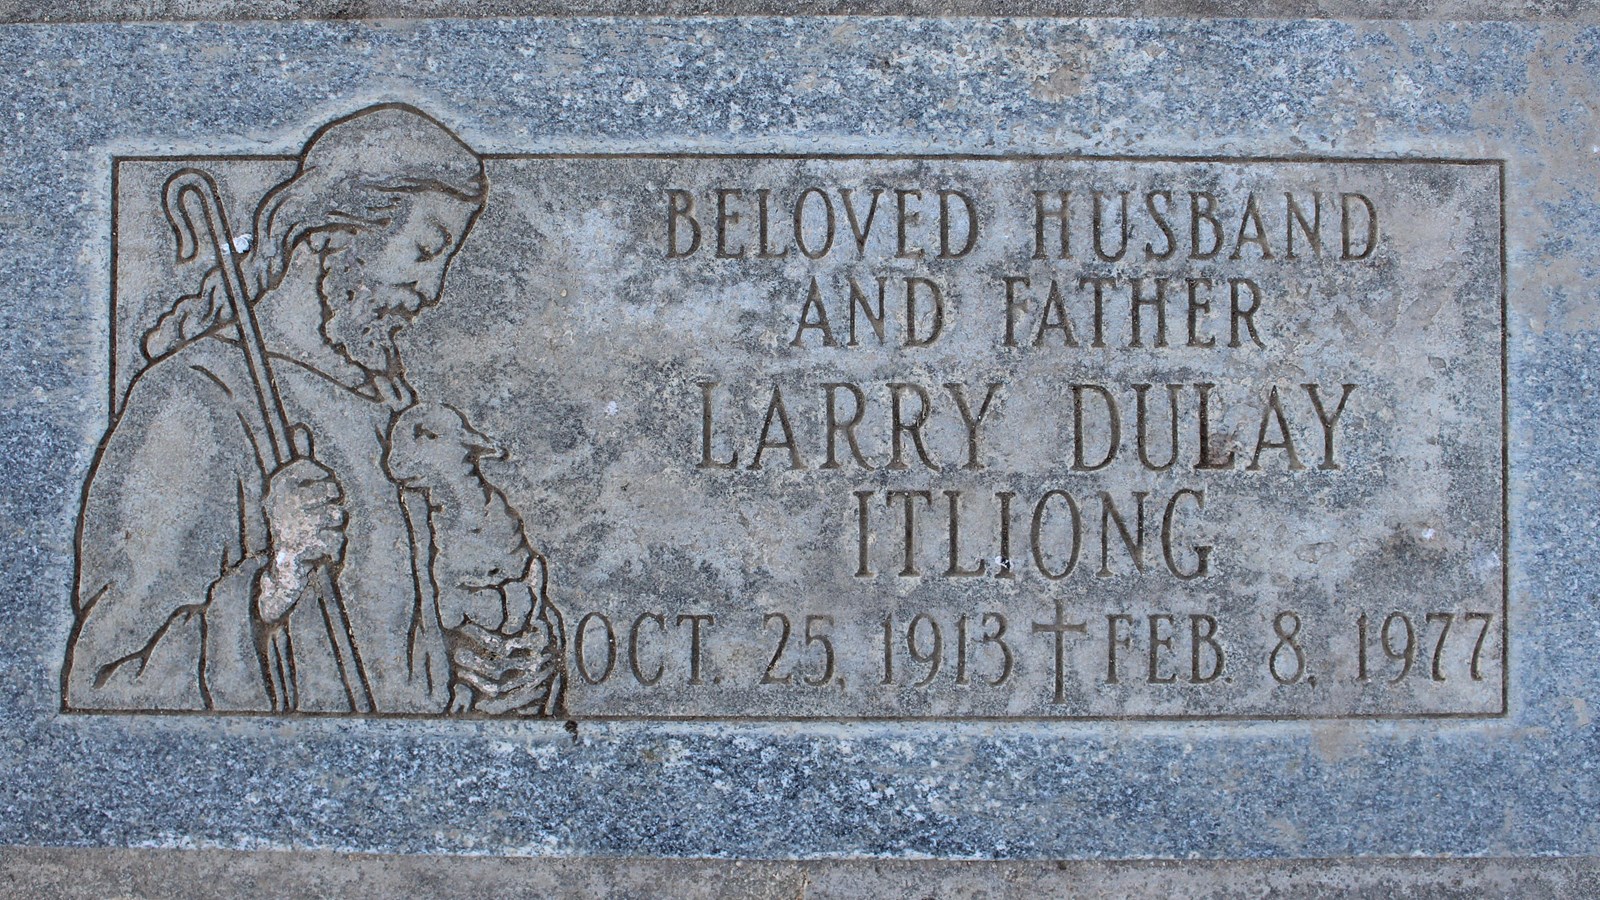 BELOVED HUSBAND
AND FATHER
LARRY DULAY
ITLIONG
OCT. 25, 1913 ✝ FEB. 8, 1977